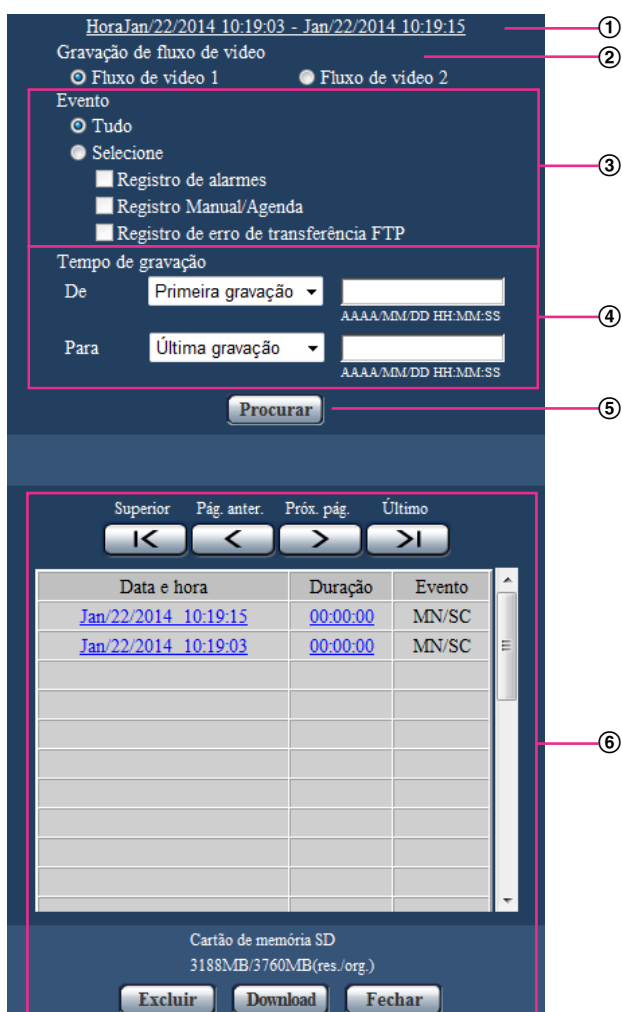 HoraJan/22/2014 10:19:03 - Jan/22/2014 10:19:15 ①
Gravação de fluxo de video ②
Fluxo de video 1 Fluxo de video 2
Evento
Tudo
Selecione
③
Registro de alarmes
Registro Manual/Agenda
Registro de erro de transferência FTP
Tempo de gravação
De Primeira gravação
AAAA/MM/DD HH:MM:SS ④
Para Última gravação
AAAA/MM/DD HH:MM:SS
Procurar ⑤
Superior Pág. anter. Próx. pág. Último
Data e hora Duração Evento
Jan/22/2014 10:19:15 00:00:00 MN/SC
Jan/22/2014 10:19:03 00:00:00 MN/SC
⑥
Cartão de memória SD
3188MB/3760MB(res./org.)
Excluir Download Fechar